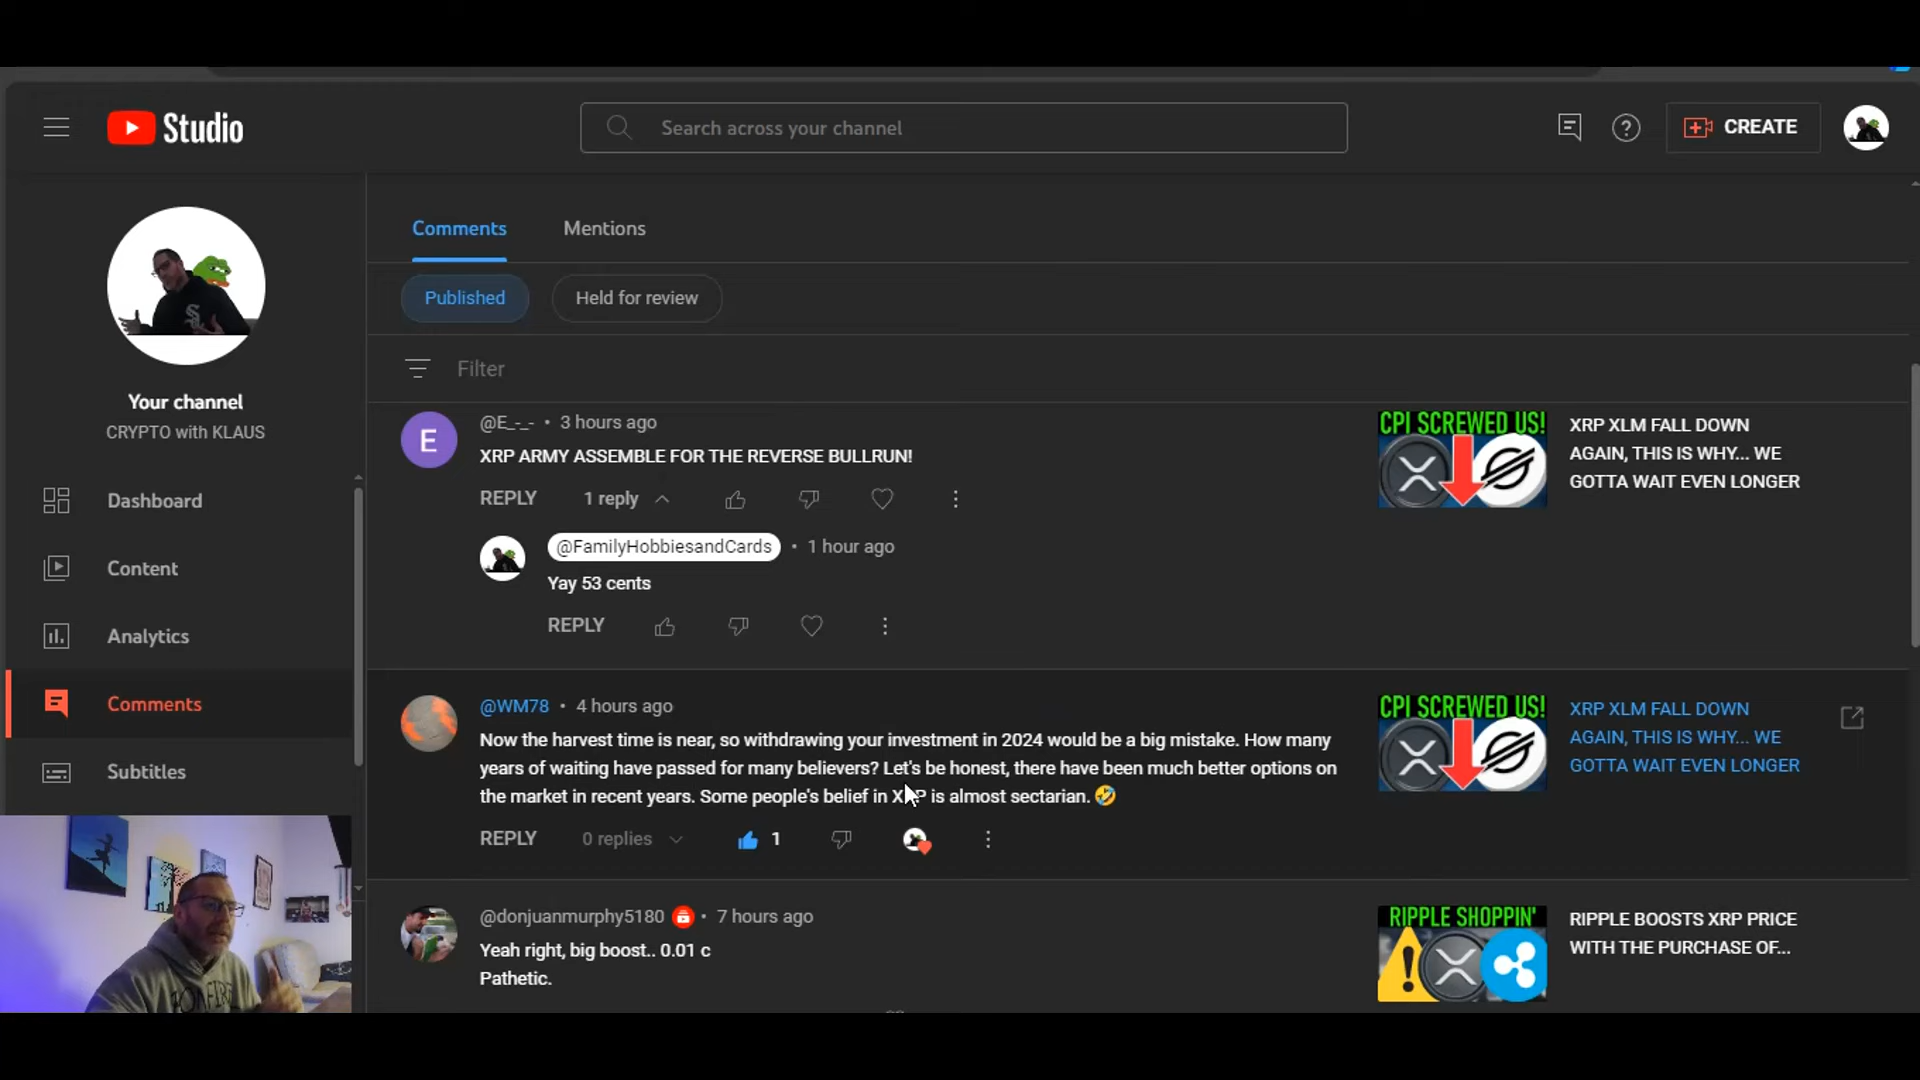 Studio
Search across your channel
CREATE
Your channel
CRYPTO with KLAUS
Dashboard
Content
Analytics
Comments
Subtitles
Comments
Mentions
Published
Held for review
Filter
E
@E_-_- • 3 hours ago
XRP ARMY ASSEMBLE FOR THE REVERSE BULLRUN!
REPLY
1 reply
CPI SCREWED US!
XRP XLM FALL DOWN
AGAIN, THIS IS WHY... WE
GOTTA WAIT EVEN LONGER
@FamilyHobbiesandCards • 1 hour ago
Yay 53 cents
REPLY
@WM78 • 4 hours ago
Now the harvest time is near, so withdrawing your investment in 2024 would be a big mistake. How many
years of waiting have passed for many believers? Let's be honest, there have been much better options on
the market in recent years. Some people's belief in XRP is almost sectarian. 🤣
REPLY
0 replies
1
CPI SCREWED US!
XRP XLM FALL DOWN
AGAIN, THIS IS WHY... WE
GOTTA WAIT EVEN LONGER
@donjuanmurphy5180 • 7 hours ago
Yeah right, big boost.. 0.01 c
Pathetic.
RIPPLE SHOPPIN'
RIPPLE BOOSTS XRP PRICE
WITH THE PURCHASE OF...